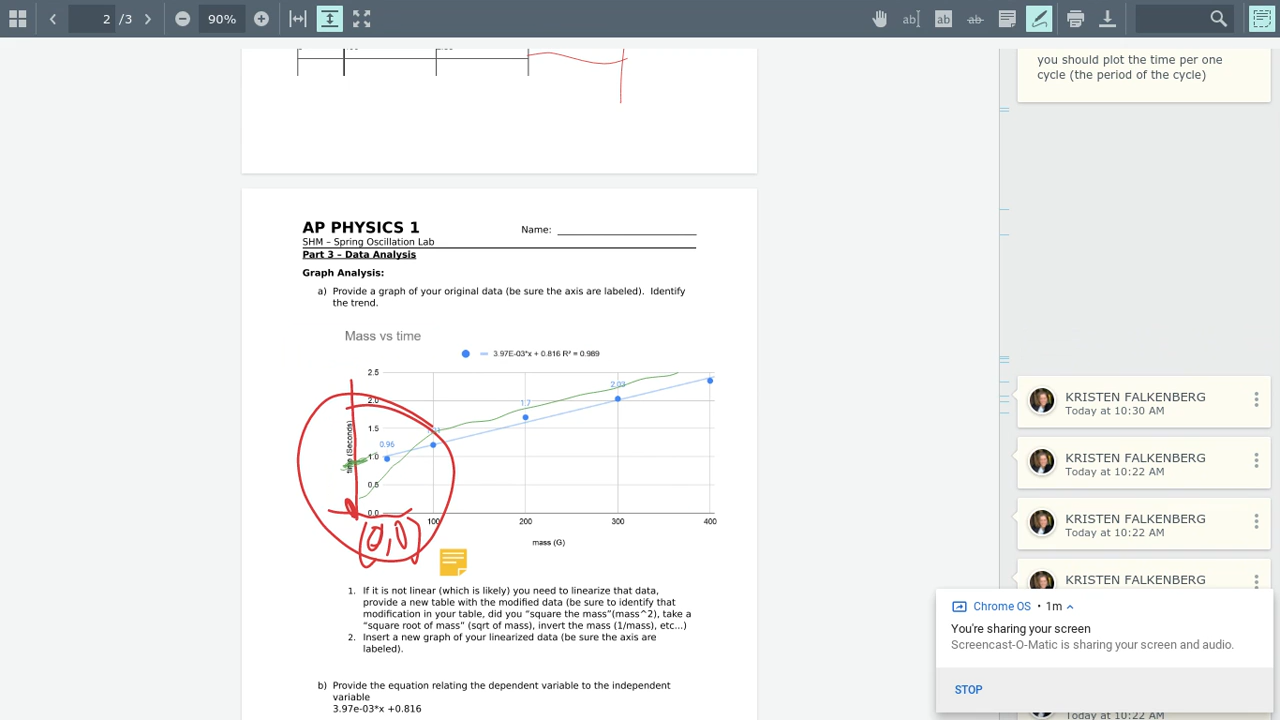 2 /3
90%
ab
ab
ab
you should plot the time per one
cycle (the period of the cycle)
AP PHYSICS 1
Name:
SHM – Spring Oscillation Lab
Part 3 – Data Analysis
Graph Analysis:
a) Provide a graph of your original data (be sure the axis are labeled). Identify
the trend.
Mass vs time
3.97E-03*x + 0.816 R² = 0.989
2.5
2.0
1.5
1.0
0.5
0.0
time (Seconds)
0.96
1.7
2.03
100
200
300
400
mass (G)
(0,0)
1. If it is not linear (which is likely) you need to linearize that data,
provide a new table with the modified data (be sure to identify that
modification in your table, did you “square the mass”(mass^2), take a
“square root of mass” (sqrt of mass), invert the mass (1/mass), etc...)
2. Insert a new graph of your linearized data (be sure the axis are
labeled).
b) Provide the equation relating the dependent variable to the independent
variable
3.97e-03*x +0.816
KRISTEN FALKENBERG
Today at 10:30 AM
KRISTEN FALKENBERG
Today at 10:22 AM
KRISTEN FALKENBERG
Today at 10:22 AM
KRISTEN FALKENBERG
Chrome OS • 1m
You're sharing your screen
Screencast-O-Matic is sharing your screen and audio.
STOP
Today at 10:22 AM